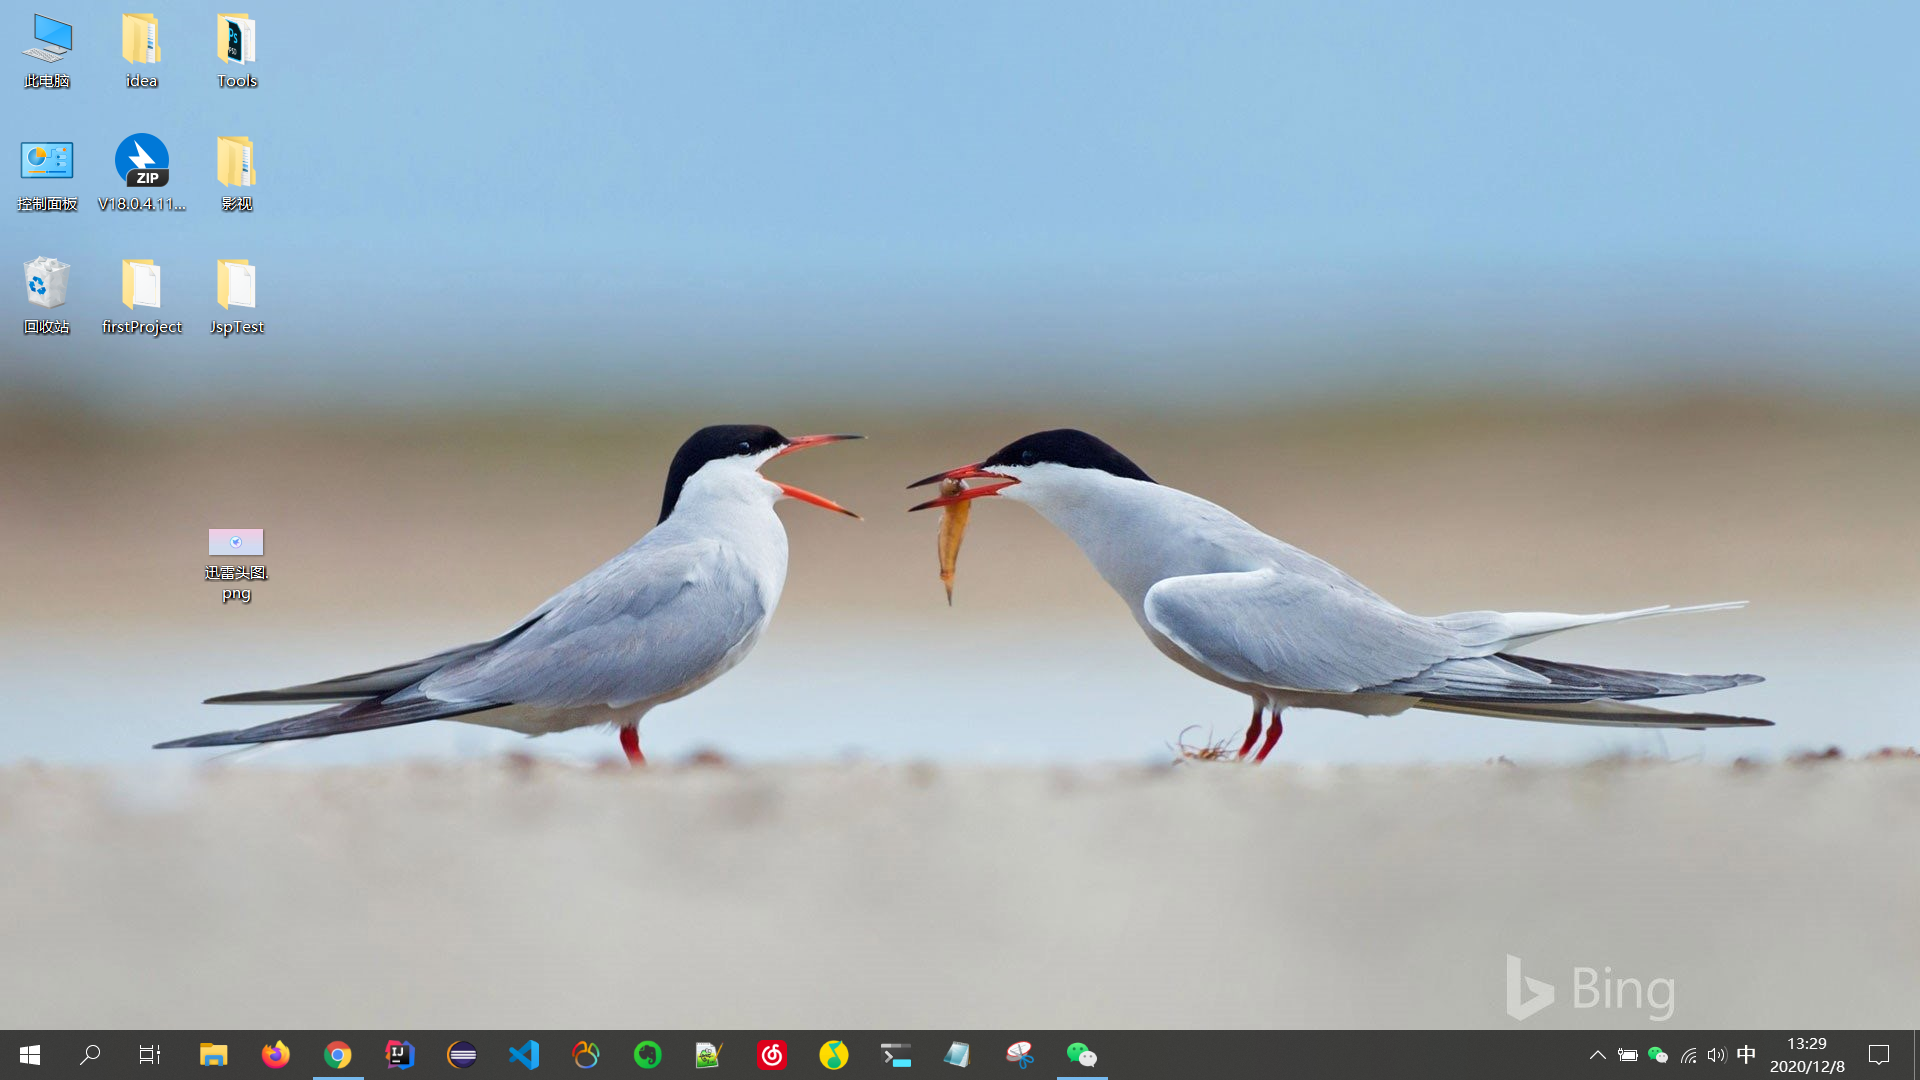 此电脑
idea
Tools
控制面板
ZIP
V18.0.4.11...
影视
回收站
firstProject
JspTest
迅雷头图.
png
Bing
中
13:29
2020/12/8